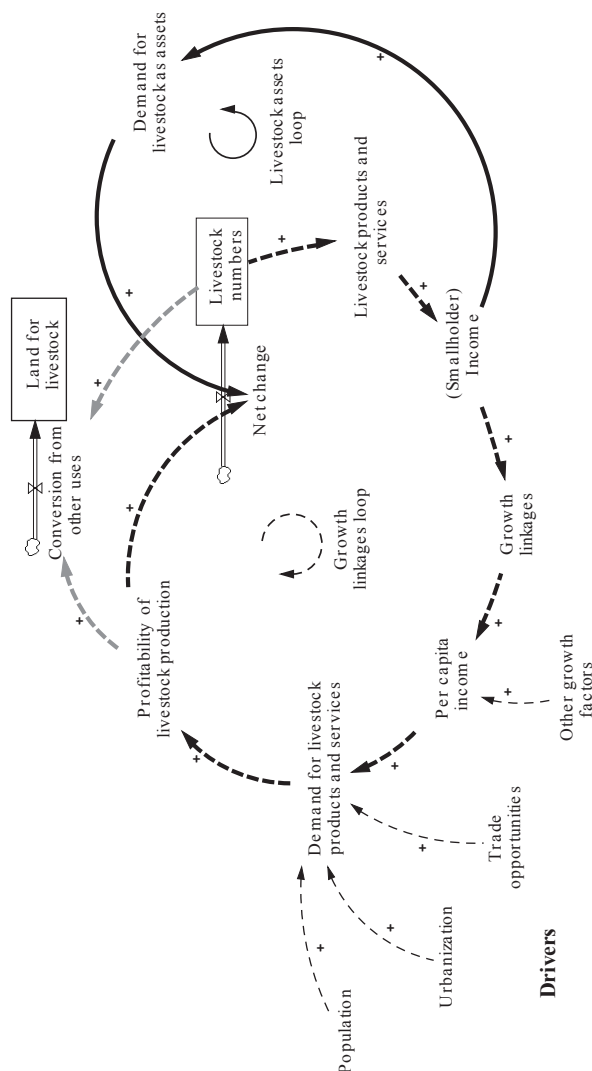 Land for
livestock
Conversion from
other uses
+
+
Demand for
livestock as assets
+
+
Livestock assets
loop
Livestock
numbers
Net change
+
+
Livestock products and
services
+
(Smallholder)
Income
+
Growth
linkages
+
Per capita
income
+
Other growth
factors
+
Demand for livestock
products and services
+
Profitability of
livestock production
Growth
linkages loop
Population
+
Urbanization
+
Trade
opportunities
+
Drivers